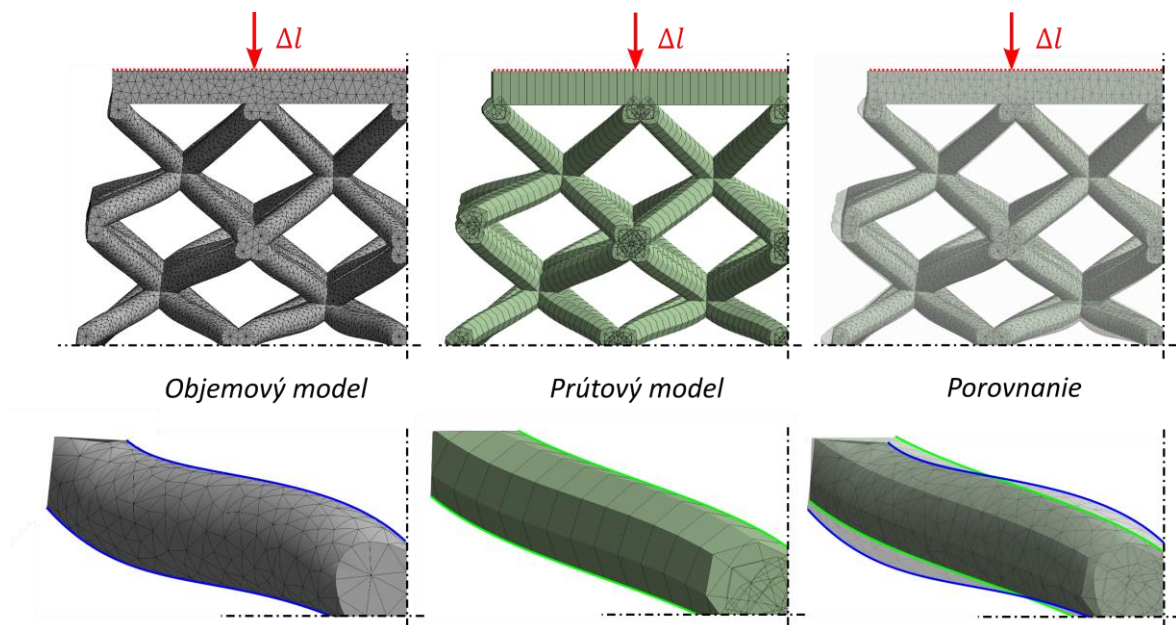 Δl
Δl
Δl
Objemový model
Prútový model
Porovnanie